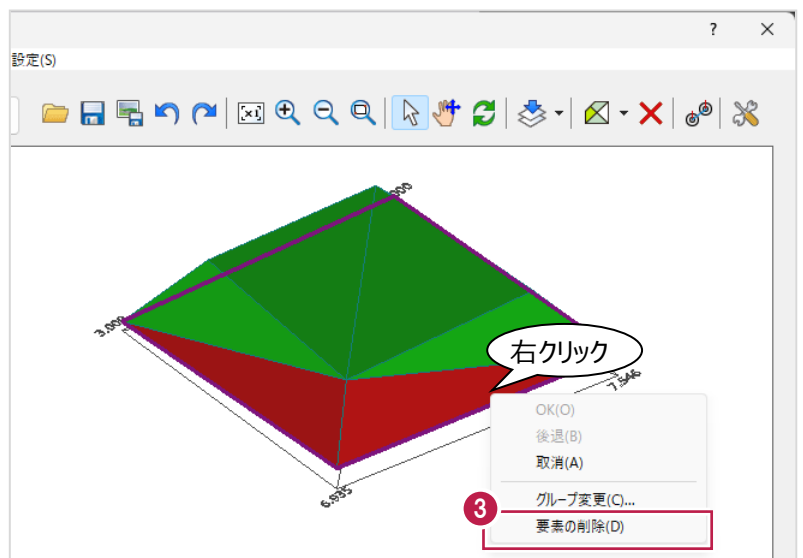 ?
設定(S)
[×1]
.000
3.000
右クリック
7.546
OK(O)
後退(B)
取消(A)
6.935
グループ変更(C)...
3
要素の削除(D)